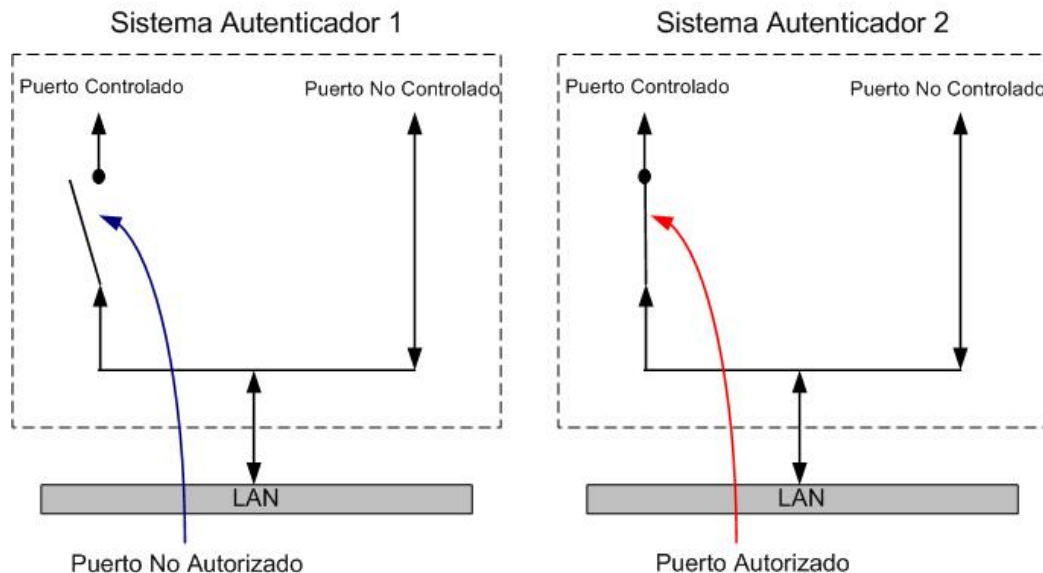 Sistema Autenticador 1
Sistema Autenticador 2
Puerto Controlado
Puerto No Controlado
Puerto Controlado
Puerto No Controlado
LAN
LAN
Puerto No Autorizado
Puerto Autorizado